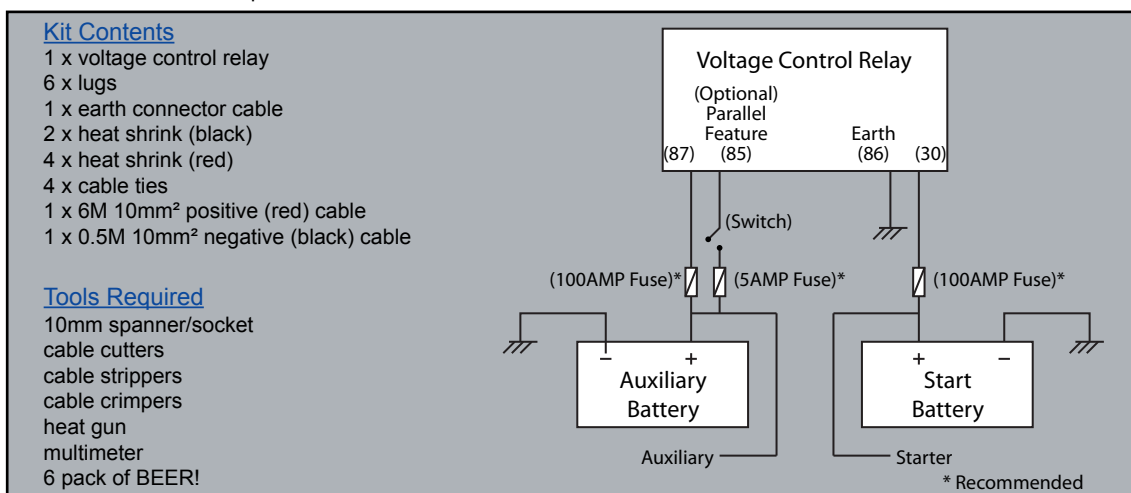 Kit Contents
1 x voltage control relay
6 x lugs
1 x earth connector cable
2 x heat shrink (black)
4 x heat shrink (red)
4 x cable ties
1 x 6M 10mm² positive (red) cable
1 x 0.5M 10mm² negative (black) cable
Tools Required
10mm spanner/socket
cable cutters
cable strippers
cable crimpers
heat gun
multimeter
6 pack of BEER!
Voltage Control Relay
(Optional)
Parallel
Feature
Earth
(87) (85) (86) (30)
(Switch)
(100AMP Fuse)* (5AMP Fuse)* (100AMP Fuse)*
− + + −
Auxiliary
Battery
Start
Battery
Auxiliary
Starter
* Recommended